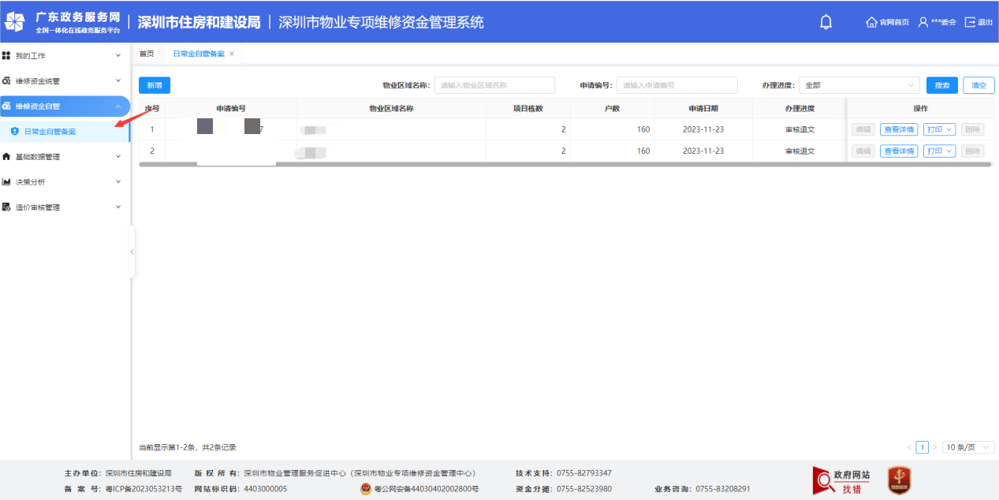 广东政务服务网
全国一体化在线政务服务平台
深圳市住房和建设局 | 深圳市物业专项维修资金管理系统
官网首页 ***委会 退出
我的工作
维修资金统管
维修资金自管
日常金自管备案
基础数据管理
决策分析
造价审核管理
首页 日常金自管备案 ×
新增 物业区域名称: 请输入物业区域名称 申请编号: 请输入申请编号 办理进度: 全部 搜索 清空
序号 申请编号 物业区域名称 项目栋数 户数 申请日期 办理进度 操作
1 7 2 160 2023-11-23 审核退文 编辑 查看详情 打印 删除
2 2 160 2023-11-23 审核退文 编辑 查看详情 打印 删除
当前显示第1-2条，共2条记录 < 1 > 10 条/页
主办单位: 深圳市住房和建设局 版 权 所 有: 深圳市物业管理服务促进中心（深圳市物业专项维修资金管理中心） 技术支持: 0755-82793347
备 案 号: 粤ICP备2023053213号 网站标识码: 4403000005 粤公网安备44030402002800号 资金分摊: 0755-82523980 业务咨询: 0755-83208291
政府网站
找错
党政机关